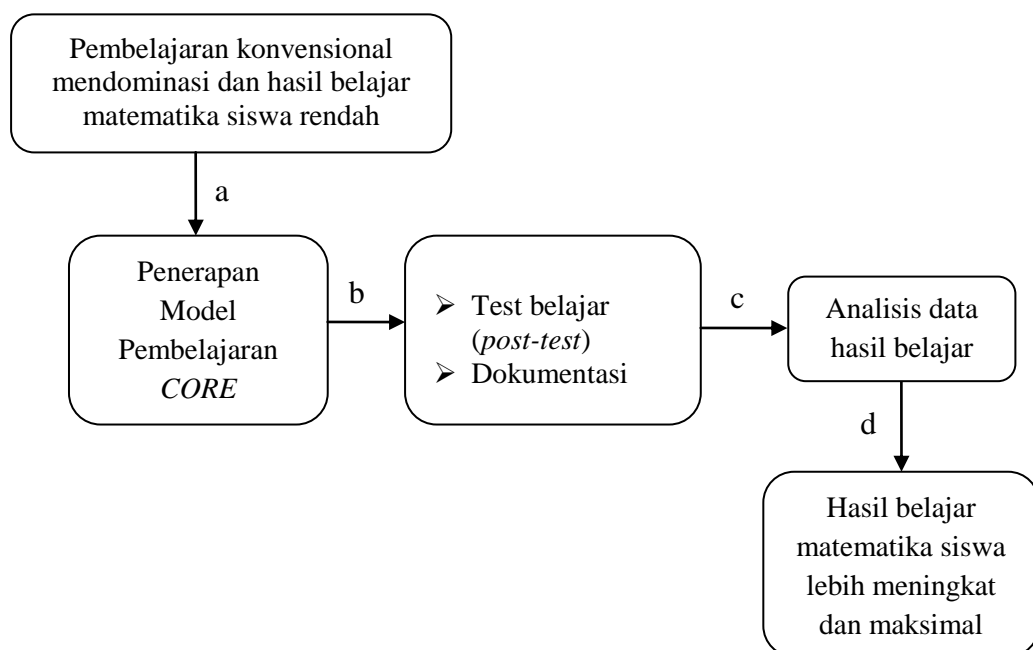 Pembelajaran konvensional
mendominasi dan hasil belajar
matematika siswa rendah
a
Penerapan
Model
Pembelajaran
CORE
b
➢ Test belajar
(post-test)
➢ Dokumentasi
c
Analisis data
hasil belajar
d
Hasil belajar
matematika siswa
lebih meningkat
dan maksimal